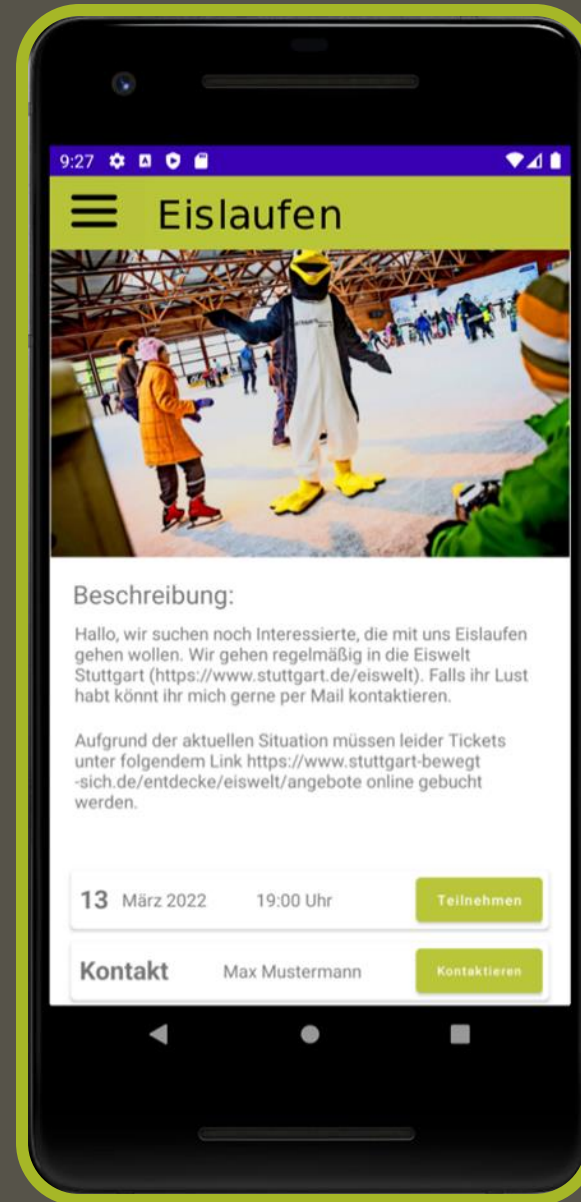 9:27
Eislaufen
Beschreibung:
Hallo, wir suchen noch Interessierte, die mit uns Eislaufen
gehen wollen. Wir gehen regelmäßig in die Eiswelt
Stuttgart (https://www.stuttgart.de/eiswelt). Falls ihr Lust
habt könnt ihr mich gerne per Mail kontaktieren.
Aufgrund der aktuellen Situation müssen leider Tickets
unter folgendem Link https://www.stuttgart-bewegt
-sich.de/entdecke/eiswelt/angebote online gebucht
werden.
13 März 2022 19:00 Uhr Teilnehmen
Kontakt Max Mustermann Kontaktieren